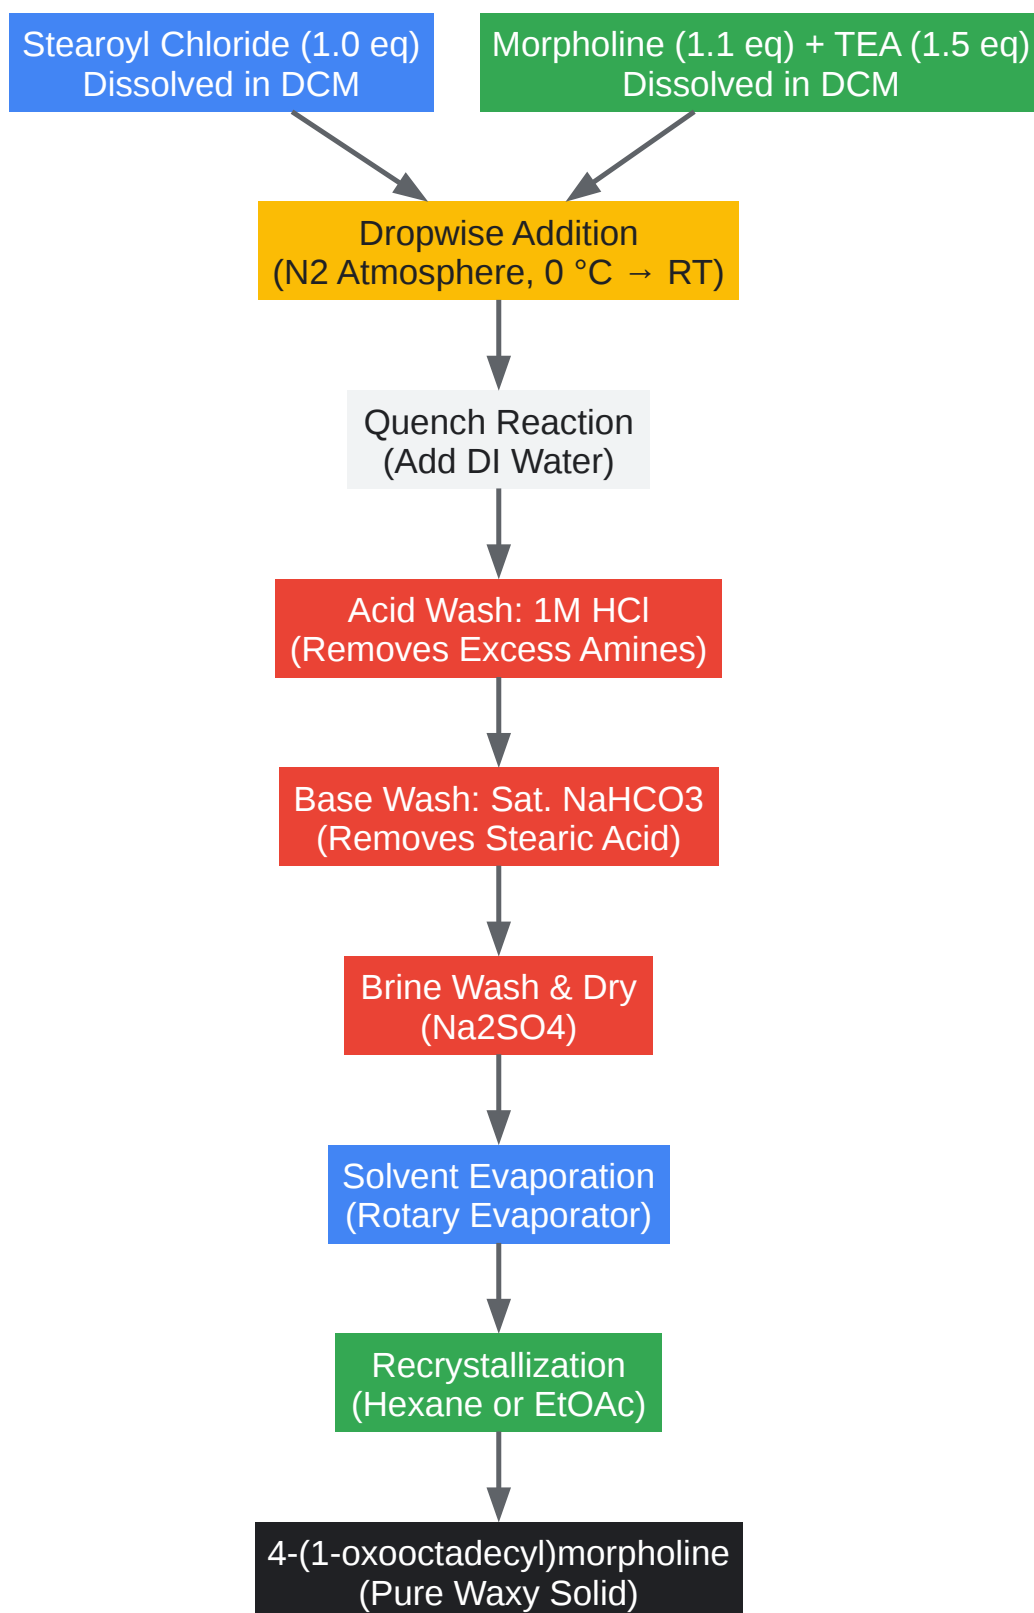 Stearoyl Chloride (1.0 eq)
Dissolved in DCM
Morpholine (1.1 eq) + TEA (1.5 eq)
Dissolved in DCM
Dropwise Addition
(N2 Atmosphere, 0 °C → RT)
Quench Reaction
(Add DI Water)
Acid Wash: 1M HCl
(Removes Excess Amines)
Base Wash: Sat. NaHCO3
(Removes Stearic Acid)
Brine Wash & Dry
(Na2SO4)
Solvent Evaporation
(Rotary Evaporator)
Recrystallization
(Hexane or EtOAc)
4-(1-oxooctadecyl)morpholine
(Pure Waxy Solid)